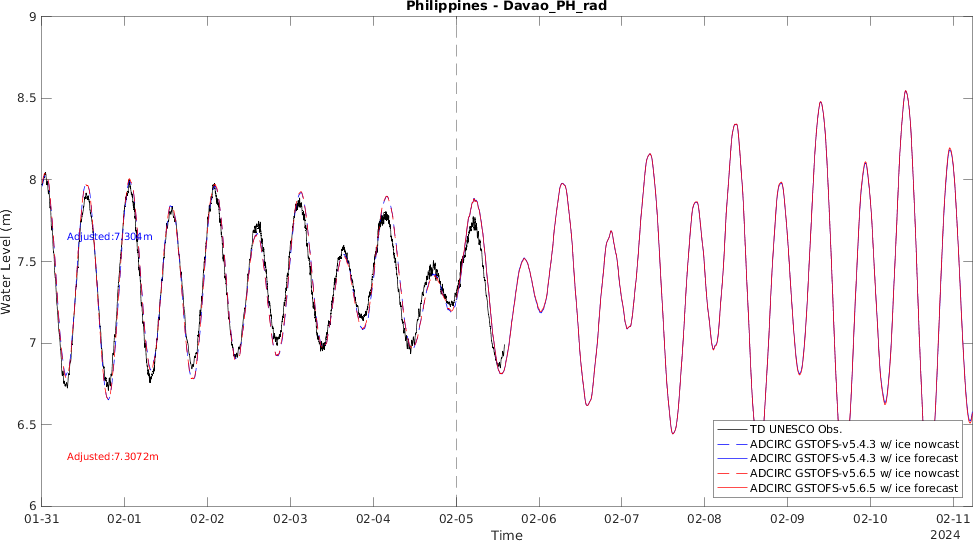 Philippines - Davao_PH_rad
9
8.5
8
7.5
7
6.5
6
Water Level (m)
Adjusted:7.304m
Adjusted:7.3072m
TD UNESCO Obs.
ADCIRC GSTOFS-v5.4.3 w/ ice nowcast
ADCIRC GSTOFS-v5.4.3 w/ ice forecast
ADCIRC GSTOFS-v5.6.5 w/ ice nowcast
ADCIRC GSTOFS-v5.6.5 w/ ice forecast
01-31 02-01 02-02 02-03 02-04 02-05 02-06 02-07 02-08 02-09 02-10 02-11
Time 2024